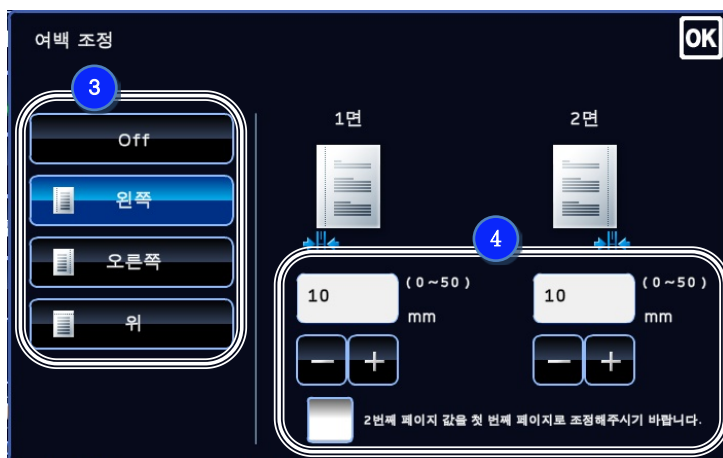 여백 조정
OK
3
Off
왼쪽
오른쪽
위
1면
2면
4
10
(0~50)
mm
10
(0~50)
mm
2번째 페이지 값을 첫 번째 페이지로 조정해주시기 바랍니다.